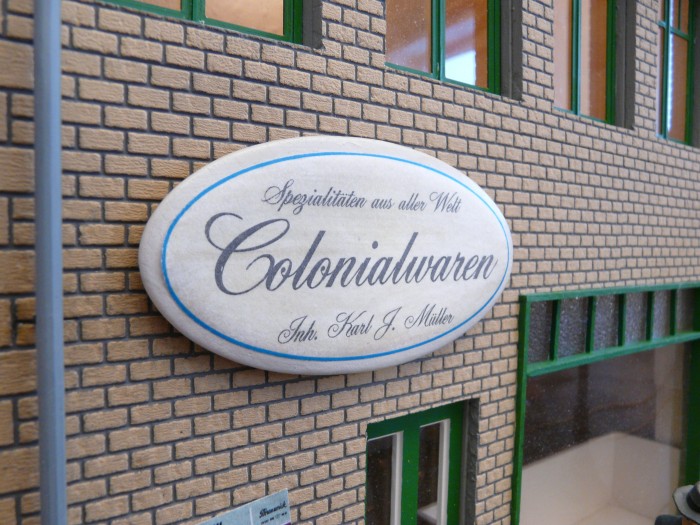 Spezialitäten aus aller Welt
Colonialwaren
Inh. Karl J. Müller